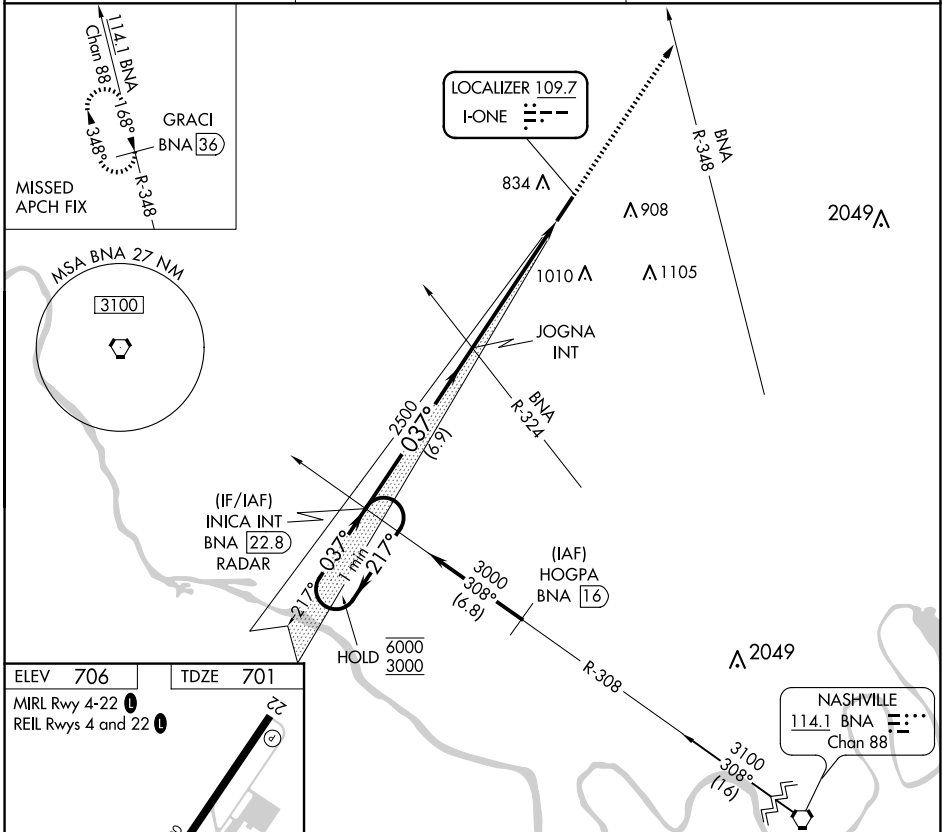 114.1 BNA
Chan 88
168°
348°
R-348
GRACI
BNA 36
MISSED
APCH FIX
LOCALIZER 109.7
I-ONE
BNA
R-348
834
908
2049
1010
1105
MSA BNA 27 NM
3100
JOGNA
INT
BNA
R-324
2500
037°
(6.9)
(IF/IAF)
INICA INT
BNA 22.8
RADAR
037°
217°
1 min
217°
HOLD
6000
3000
3000
308°
(6.8)
(IAF)
HOGPA
BNA 16
R-308
2049
3100
308°
(16)
NASHVILLE
114.1 BNA
Chan 88
ELEV 706
TDZE 701
MIRL Rwy 4-22 L
REIL Rwys 4 and 22 L
22
P